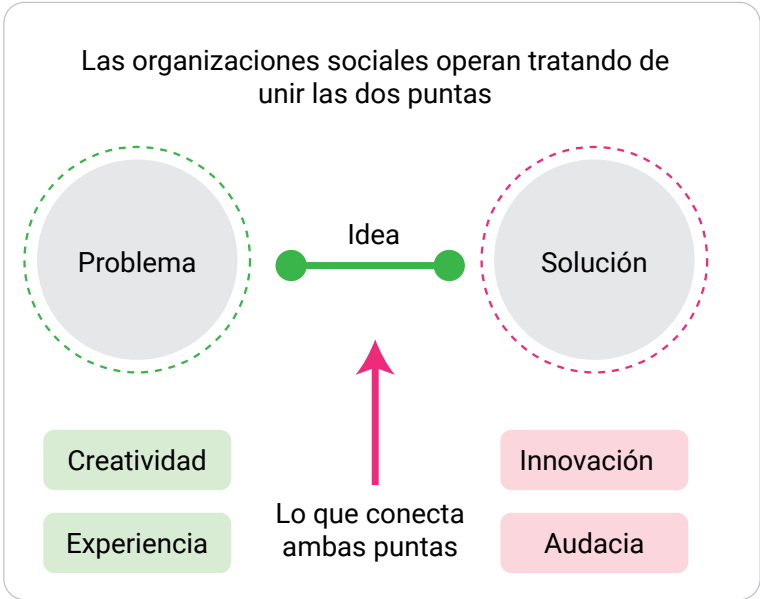 Las organizaciones sociales operan tratando de
unir las dos puntas
Idea
Problema
Solución
Creatividad
Innovación
Experiencia
Lo que conecta
ambas puntas
Audacia